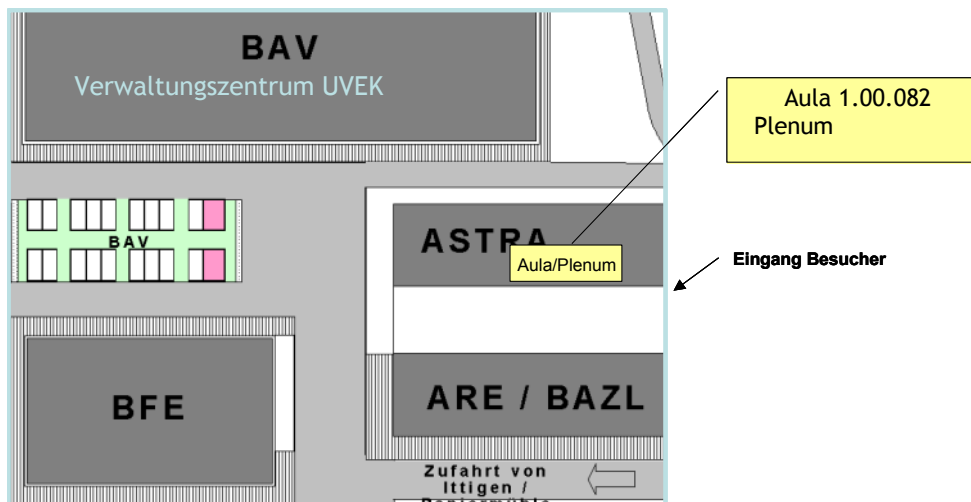 BAV
Verwaltungszentrum UVEK
Aula 1.00.082
Plenum
BAV
ASTRA
Aula/Plenum
Eingang Besucher
BFE
ARE / BAZL
Zufahrt von
Ittigen /